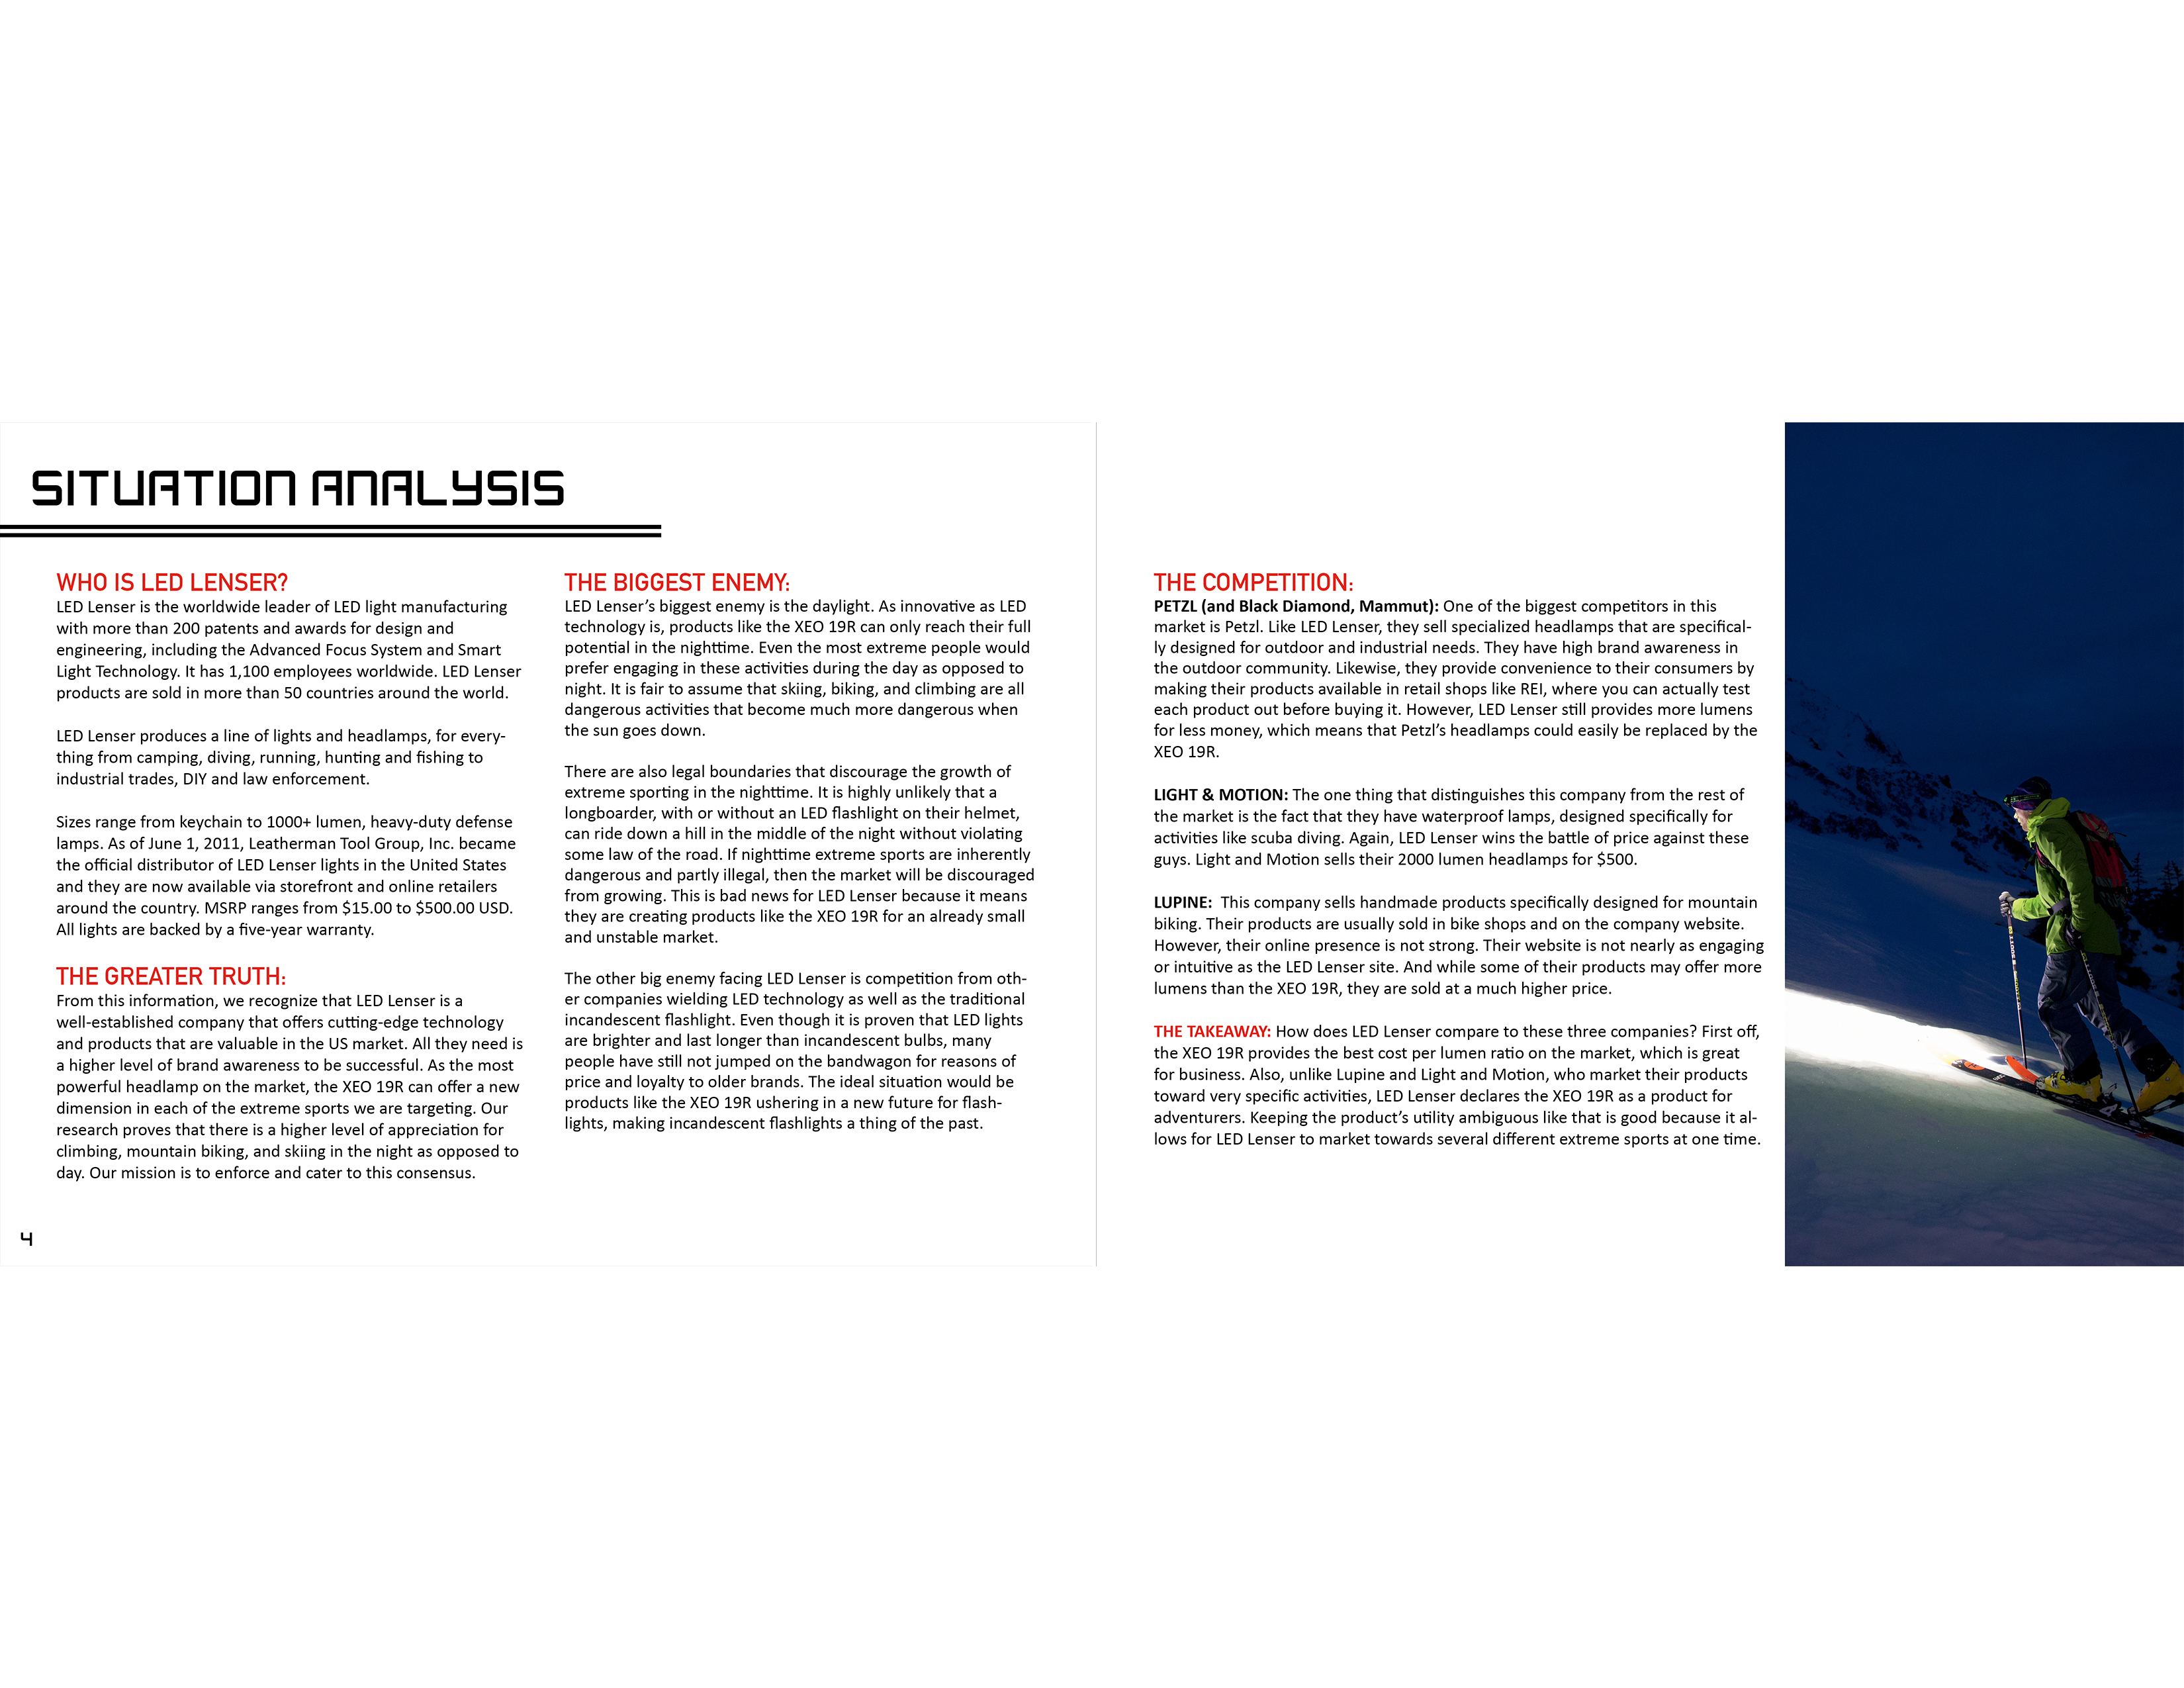 SITUATION ANALYSIS
WHO IS LED LENSER?
LED Lenser is the worldwide leader of LED light manufacturing
with more than 200 patents and awards for design and
engineering, including the Advanced Focus System and Smart
Light Technology. It has 1,100 employees worldwide. LED Lenser
products are sold in more than 50 countries around the world.
LED Lenser produces a line of lights and headlamps, for every-
thing from camping, diving, running, hunting and fishing to
industrial trades, DIY and law enforcement.
Sizes range from keychain to 1000+ lumen, heavy-duty defense
lamps. As of June 1, 2011, Leatherman Tool Group, Inc. became
the official distributor of LED Lenser lights in the United States
and they are now available via storefront and online retailers
around the country. MSRP ranges from $15.00 to $500.00 USD.
All lights are backed by a five-year warranty.
THE GREATER TRUTH:
From this information, we recognize that LED Lenser is a
well-established company that offers cutting-edge technology
and products that are valuable in the US market. All they need is
a higher level of brand awareness to be successful. As the most
powerful headlamp on the market, the XEO 19R can offer a new
dimension in each of the extreme sports we are targeting. Our
research proves that there is a higher level of appreciation for
climbing, mountain biking, and skiing in the night as opposed to
day. Our mission is to enforce and cater to this consensus.
4
THE BIGGEST ENEMY:
LED Lenser's biggest enemy is the daylight. As innovative as LED
technology is, products like the XEO 19R can only reach their full
potential in the nighttime. Even the most extreme people would
prefer engaging in these activities during the day as opposed to
night. It is fair to assume that skiing, biking, and climbing are all
dangerous activities that become much more dangerous when
the sun goes down.
There are also legal boundaries that discourage the growth of
extreme sporting in the nighttime. It is highly unlikely that a
longboarder, with or without an LED flashlight on their helmet,
can ride down a hill in the middle of the night without violating
some law of the road. If nighttime extreme sports are inherently
dangerous and partly illegal, then the market will be discouraged
from growing. This is bad news for LED Lenser because it means
they are creating products like the XEO 19R for an already small
and unstable market.
The other big enemy facing LED Lenser is competition from oth-
er companies wielding LED technology as well as the traditional
incandescent flashlight. Even though it is proven that LED lights
are brighter and last longer than incandescent bulbs, many
people have still not jumped on the bandwagon for reasons of
price and loyalty to older brands. The ideal situation would be
products like the XEO 19R ushering in a new future for flash-
lights, making incandescent flashlights a thing of the past.
THE COMPETITION:
PETZL (and Black Diamond, Mammut): One of the biggest competitors in this
market is Petzl. Like LED Lenser, they sell specialized headlamps that are specifical-
ly designed for outdoor and industrial needs. They have high brand awareness in
the outdoor community. Likewise, they provide convenience to their consumers by
making their products available in retail shops like REI, where you can actually test
each product out before buying it. However, LED Lenser still provides more lumens
for less money, which means that Petzl's headlamps could easily be replaced by the
XEO 19R.
LIGHT & MOTION: The one thing that distinguishes this company from the rest of
the market is the fact that they have waterproof lamps, designed specifically for
activities like scuba diving. Again, LED Lenser wins the battle of price against these
guys. Light and Motion sells their 2000 lumen headlamps for $500.
LUPINE: This company sells handmade products specifically designed for mountain
biking. Their products are usually sold in bike shops and on the company website.
However, their online presence is not strong. Their website is not nearly as engaging
or intuitive as the LED Lenser site. And while some of their products may offer more
lumens than the XEO 19R, they are sold at a much higher price.
THE TAKEAWAY: How does LED Lenser compare to these three companies? First off,
the XEO 19R provides the best cost per lumen ratio on the market, which is great
for business. Also, unlike Lupine and Light and Motion, who market their products
toward very specific activities, LED Lenser declares the XEO 19R as a product for
adventurers. Keeping the product's utility ambiguous like that is good because it al-
lows for LED Lenser to market towards several different extreme sports at one time.